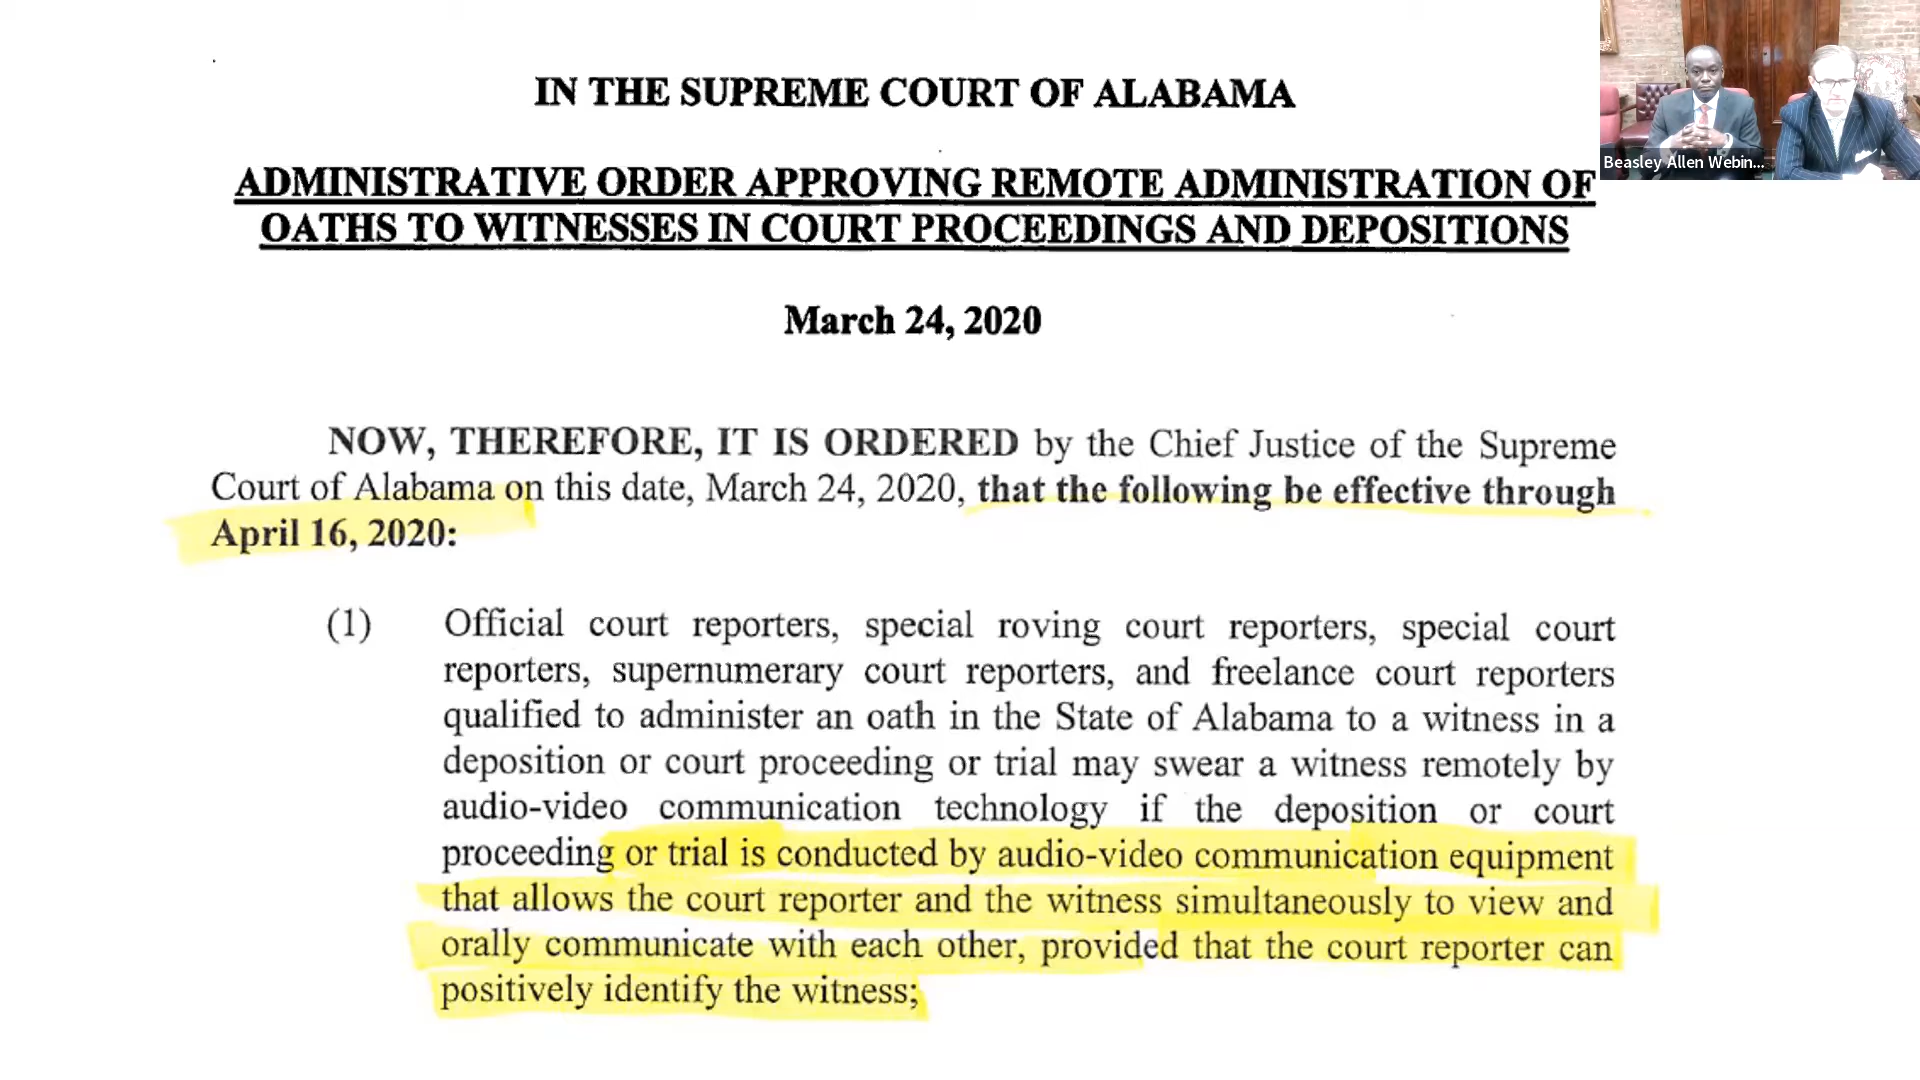 IN THE SUPREME COURT OF ALABAMA
ADMINISTRATIVE ORDER APPROVING REMOTE ADMINISTRATION OF
OATHS TO WITNESSES IN COURT PROCEEDINGS AND DEPOSITIONS
Beasley Allen Webin...
March 24, 2020
NOW, THEREFORE, IT IS ORDERED by the Chief Justice of the Supreme
Court of Alabama on this date, March 24, 2020, that the following be effective through
April 16, 2020:
(1) Official court reporters, special roving court reporters, special court
reporters, supernumerary court reporters, and freelance court reporters
qualified to administer an oath in the State of Alabama to a witness in a
deposition or court proceeding or trial may swear a witness remotely by
audio-video communication technology if the deposition or court
proceeding or trial is conducted by audio-video communication equipment
that allows the court reporter and the witness simultaneously to view and
orally communicate with each other, provided that the court reporter can
positively identify the witness;